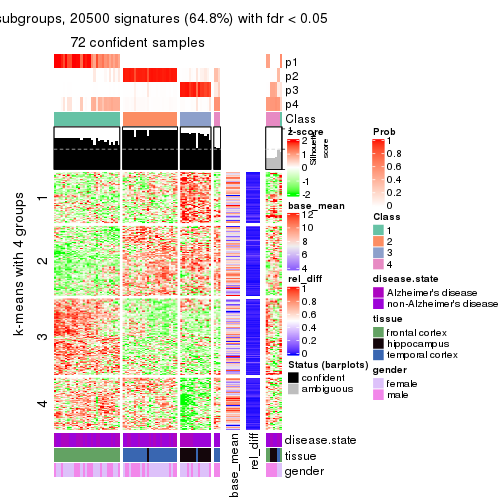 subgroups, 20500 signatures (64.8%) with fdr < 0.05
72 confident samples
p1
p2
p3
p4
Class
Silhouette score
k-means with 4 groups
1
2
3
4
base_mean
rel_diff
disease.state
tissue
gender
z-score
2
1
0
-1
-2
base_mean
12
10
8
6
4
rel_diff
1
0.8
0.6
0.4
0.2
0
Status (barplots)
confident
ambiguous
Prob
1
0.8
0.6
0.4
0.2
0
Class
1
2
3
4
disease.state
Alzheimer's disease
non-Alzheimer's disease
tissue
frontal cortex
hippocampus
temporal cortex
gender
female
male